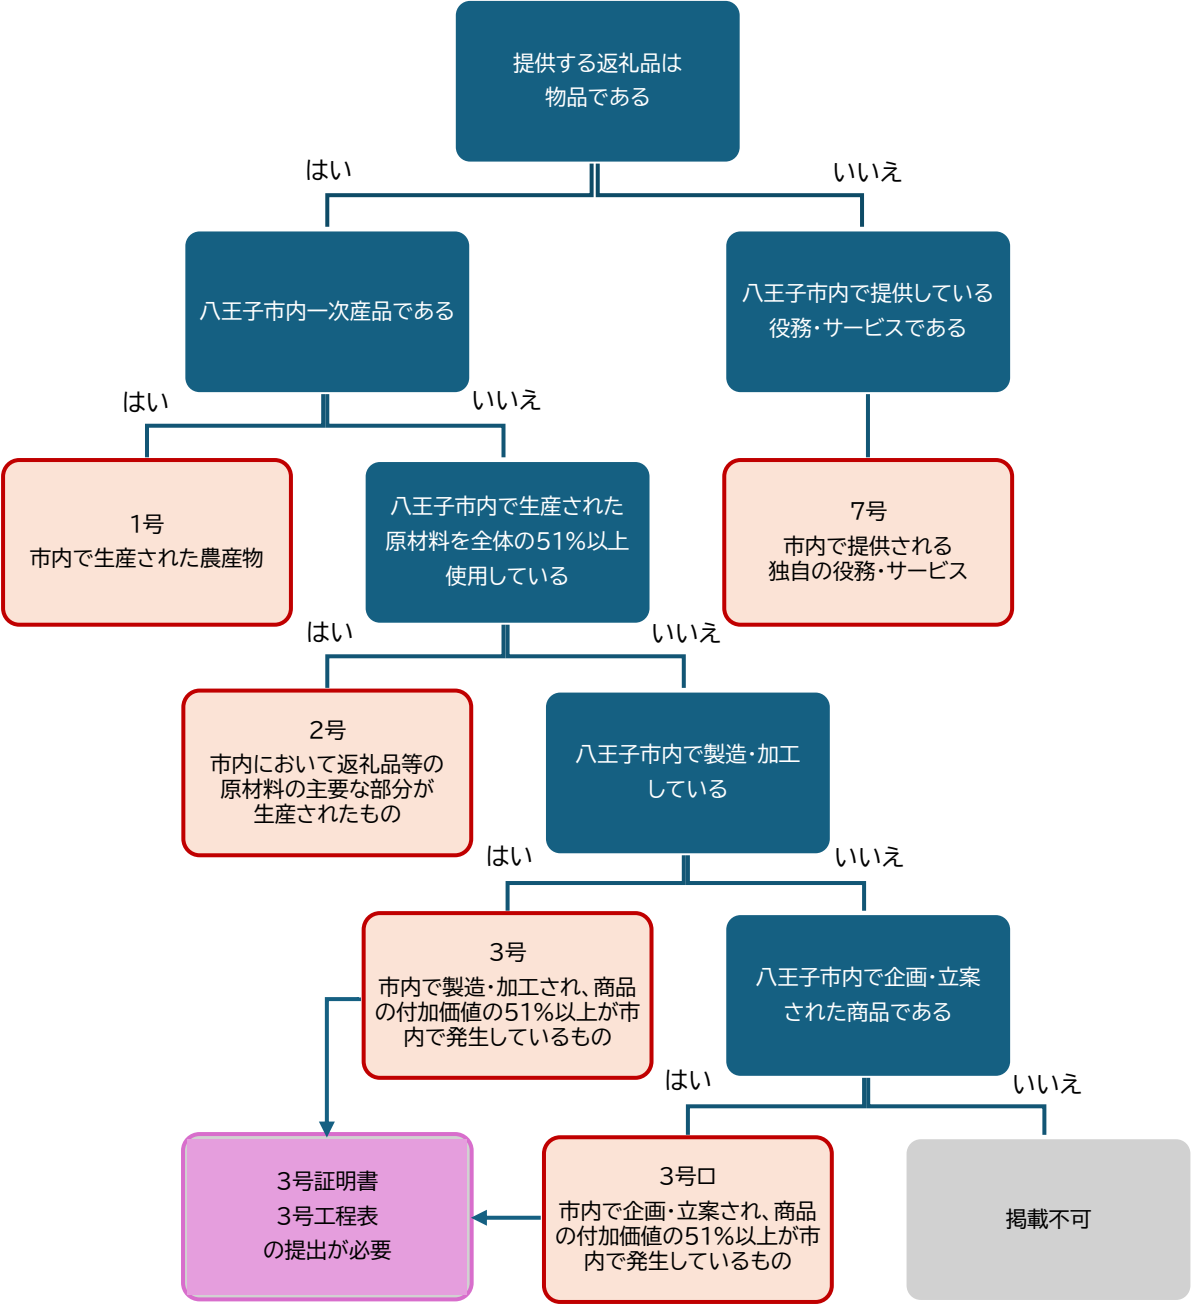 提供する返礼品は
物品である
はい
いいえ
八王子市内一次産品である
八王子市内で提供している
役務・サービスである
はい
いいえ
1号
市内で生産された農産物
八王子市内で生産された
原材料を全体の51%以上
使用している
7号
市内で提供される
独自の役務・サービス
はい
いいえ
2号
市内において返礼品等の
原材料の主要な部分が
生産されたもの
八王子市内で製造・加工
している
はい
いいえ
3号
市内で製造・加工され、商品
の付加価値の51%以上が市
内で発生しているもの
八王子市内で企画・立案
された商品である
はい
いいえ
3号証明書
3号工程表
の提出が必要
3号ロ
市内で企画・立案され、商品
の付加価値の51%以上が市
内で発生しているもの
掲載不可